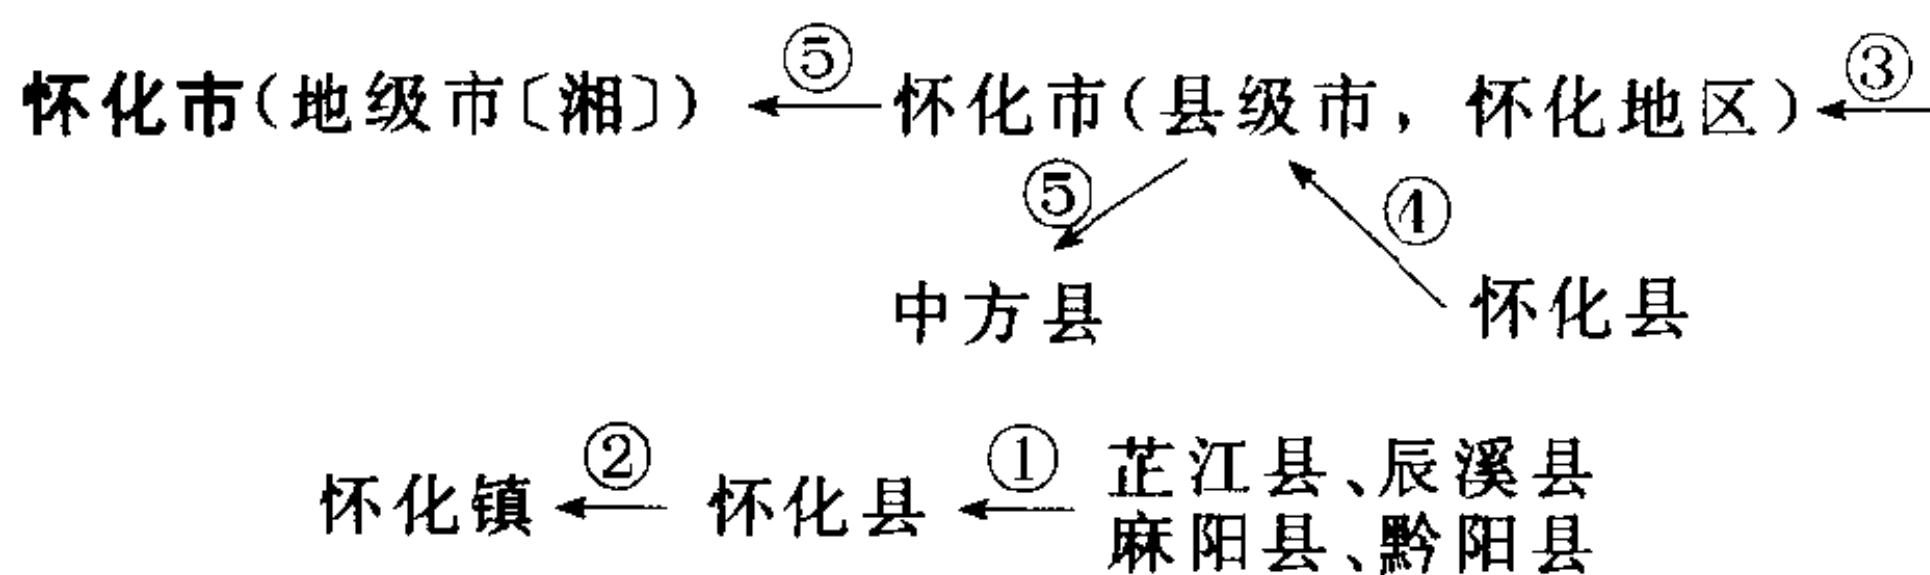 怀化市(地级市〔湘〕) ⑤ 怀化市(县级市，怀化地区) ③
⑤ ④
中方县 怀化县
怀化镇 ② 怀化县 ① 芷江县、辰溪县
麻阳县、黔阳县